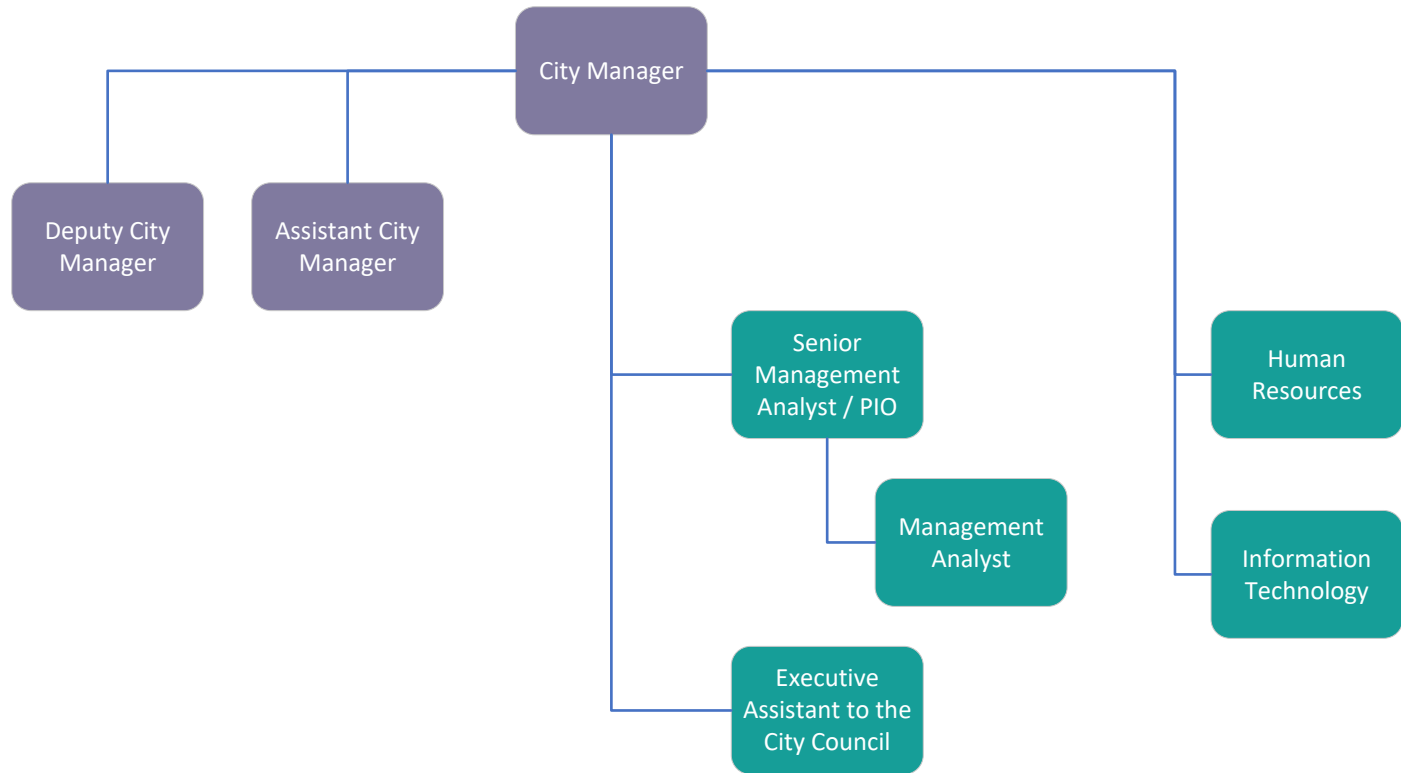 City Manager
Deputy City
Manager
Assistant City
Manager
Senior
Management
Analyst / PIO
Human
Resources
Management
Analyst
Information
Technology
Executive
Assistant to the
City Council